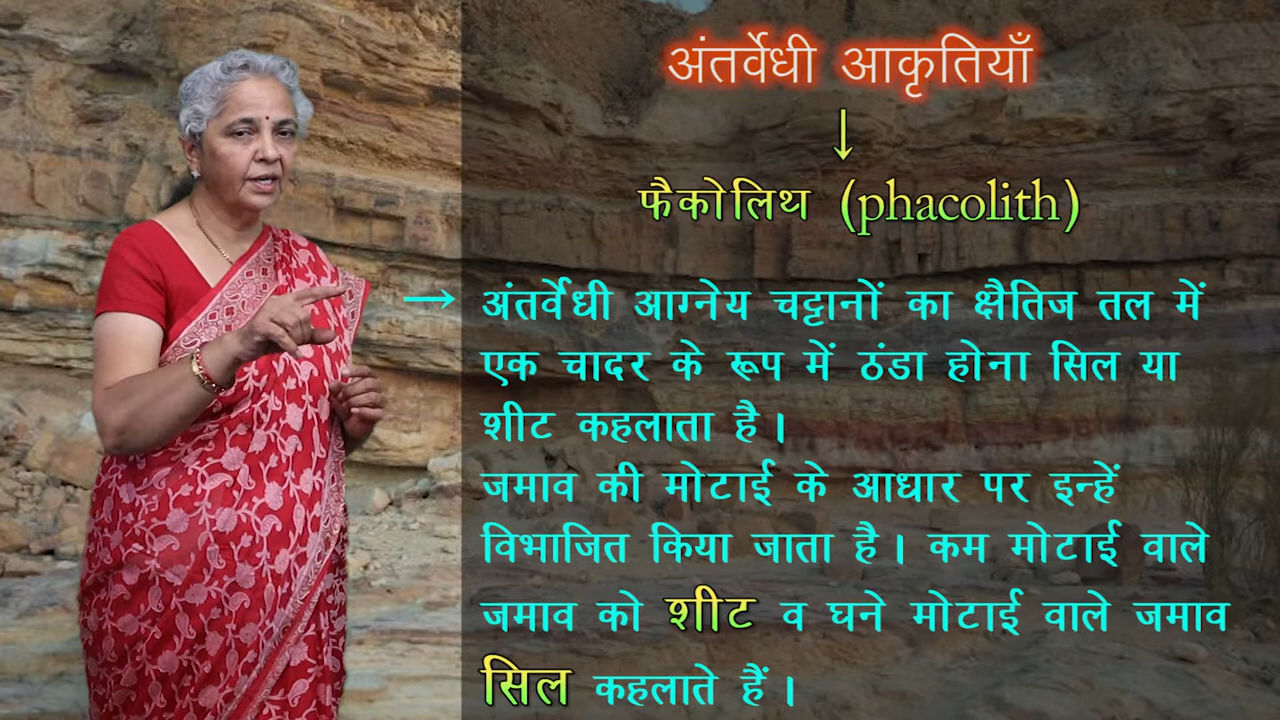 अंतर्वेधी आकृतियाँ
↓
फैकोलिथ (phacolith)
→ अंतर्वेधी आग्नेय चट्टानों का क्षैतिज तल में
एक चादर के रूप में ठंडा होना सिल या
शीट कहलाता है।
जमाव की मोटाई के आधार पर इन्हें
विभाजित किया जाता है। कम मोटाई वाले
जमाव को शीट व घने मोटाई वाले जमाव
सिल कहलाते हैं।